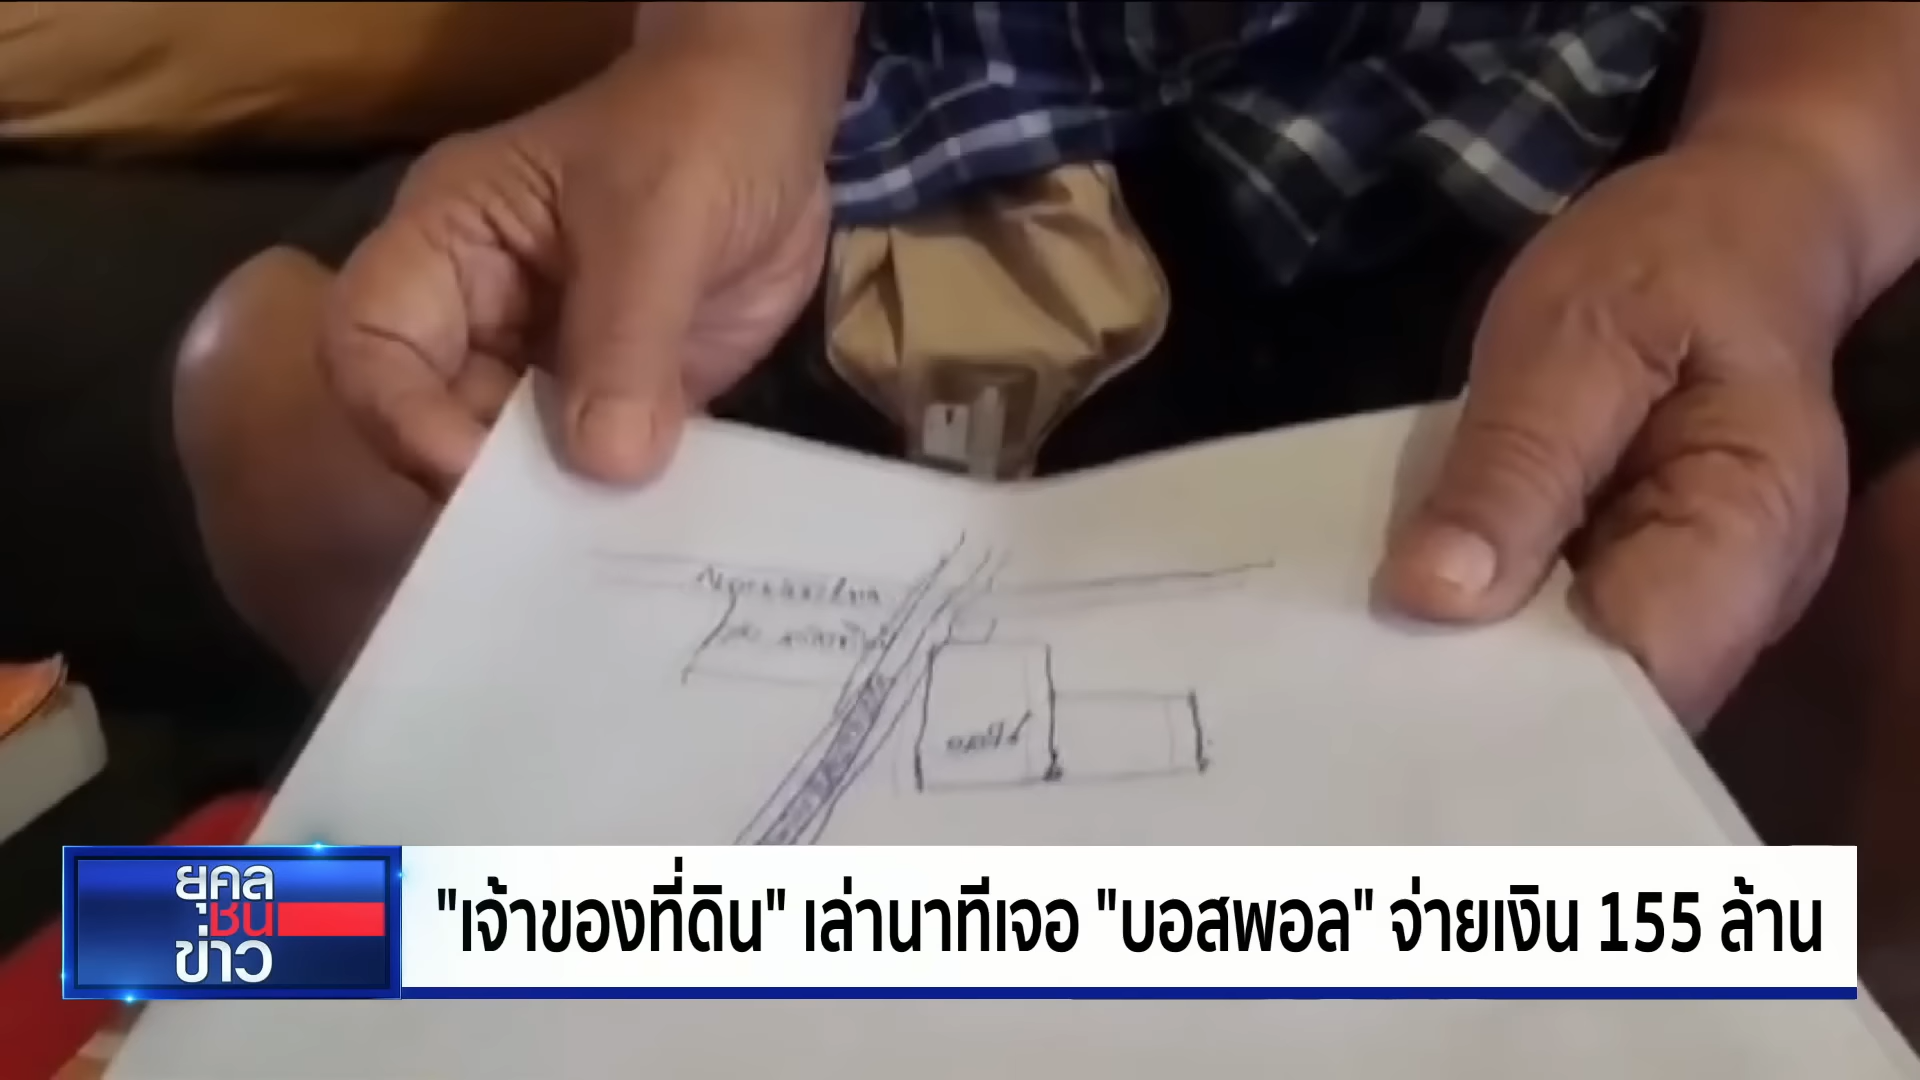 ยุคล
ชน
ข่าว
"เจ้าของที่ดิน" เล่านาทีเจอ "บอสพอล" จ่ายเงิน 155 ล้าน